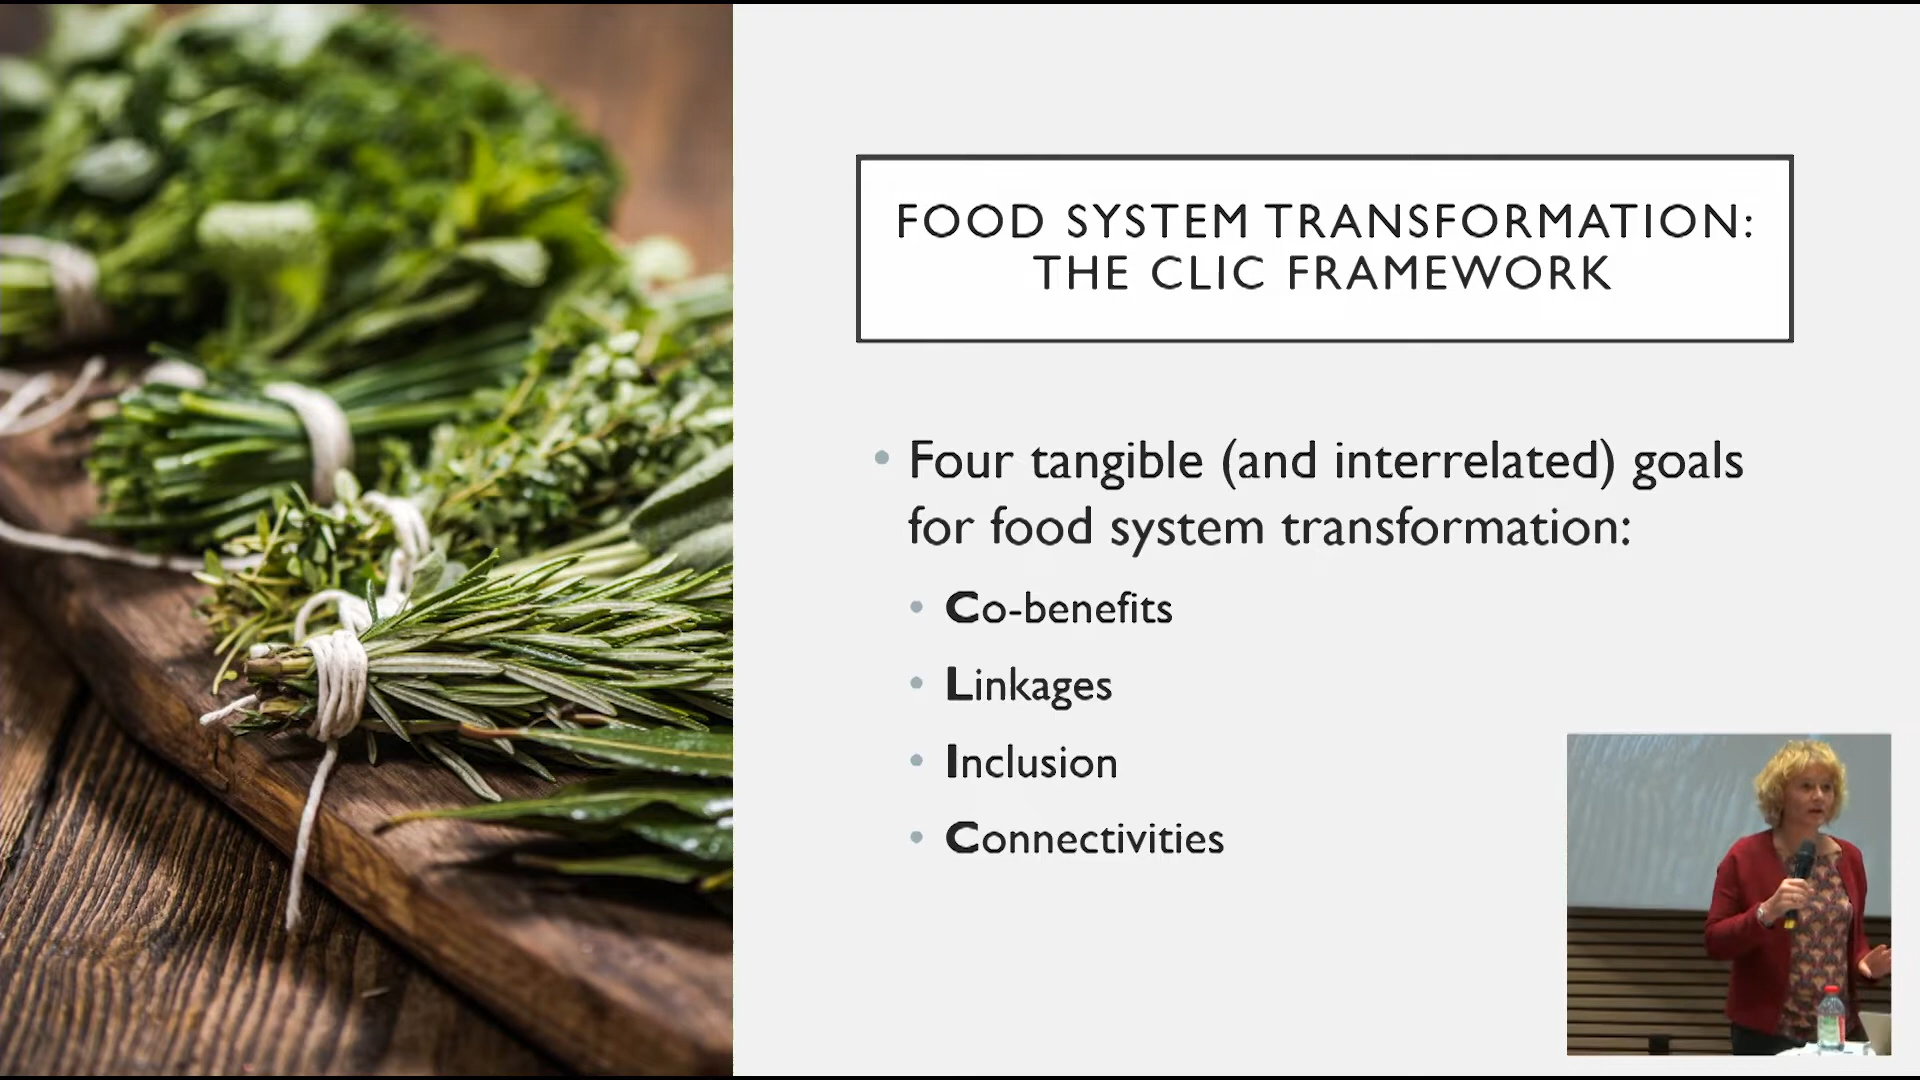 FOOD SYSTEM TRANSFORMATION:
THE CLIC FRAMEWORK
• Four tangible (and interrelated) goals
for food system transformation:
• Co-benefits
• Linkages
• Inclusion
• Connectivities